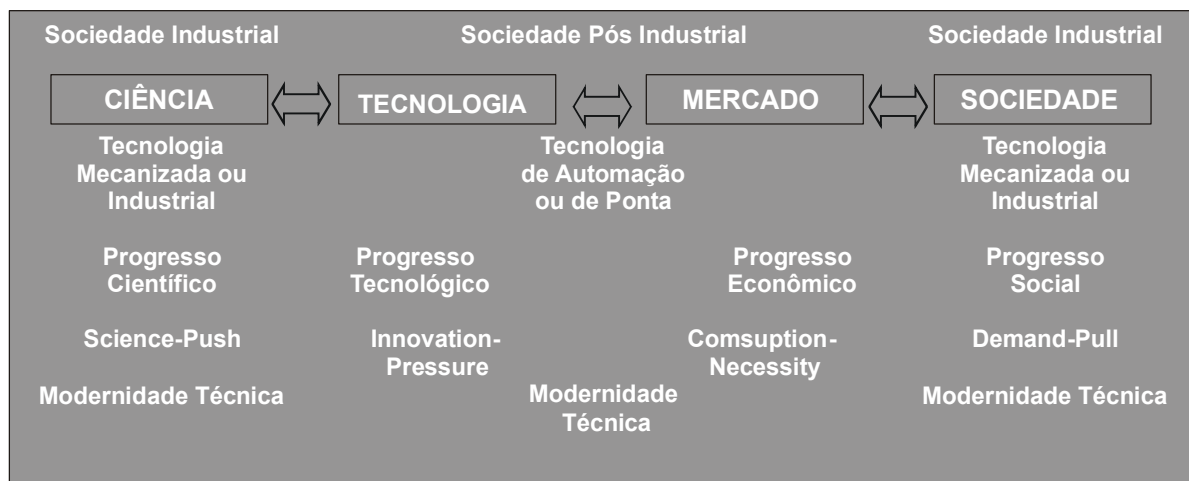 Sociedade Industrial Sociedade Pós Industrial Sociedade Industrial
CIÊNCIA TECNOLOGIA MERCADO SOCIEDADE
Tecnologia
Mecanizada ou
Industrial
Tecnologia
de Automação
ou de Ponta
Tecnologia
Mecanizada ou
Industrial
Progresso
Científico
Progresso
Tecnológico
Progresso
Econômico
Progresso
Social
Science-Push
Innovation-
Pressure
Comsuption-
Necessity
Demand-Pull
Modernidade Técnica
Modernidade
Técnica
Modernidade Técnica